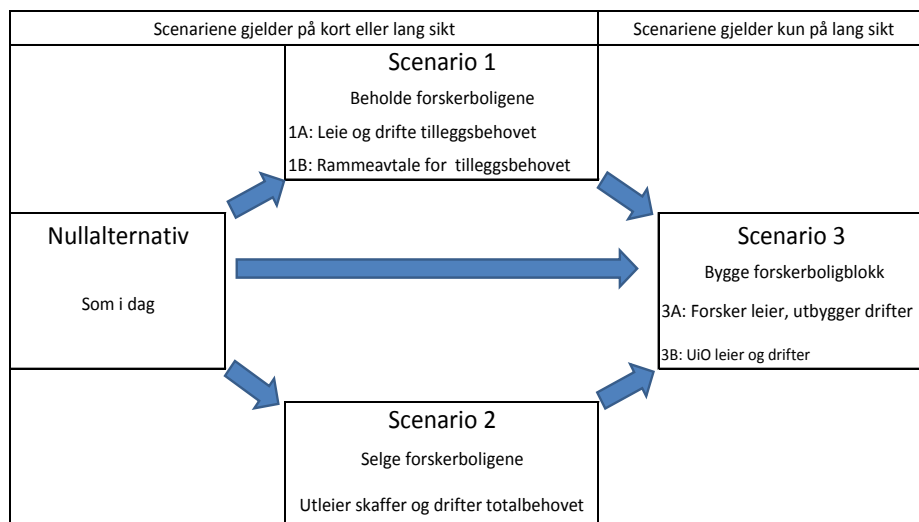 Scenariene gjelder på kort eller lang sikt
Scenariene gjelder kun på lang sikt
Scenario 1
Beholde forskerboligene
1A: Leie og drifte tilleggsbehovet
1B: Rammeavtale for tilleggsbehovet
Nullalternativ
Som i dag
Scenario 3
Bygge forskerboligblokk
3A: Forsker leier, utbygger drifter
3B: UiO leier og drifter
Scenario 2
Selge forskerboligene
Utleier skaffer og drifter totalbehovet